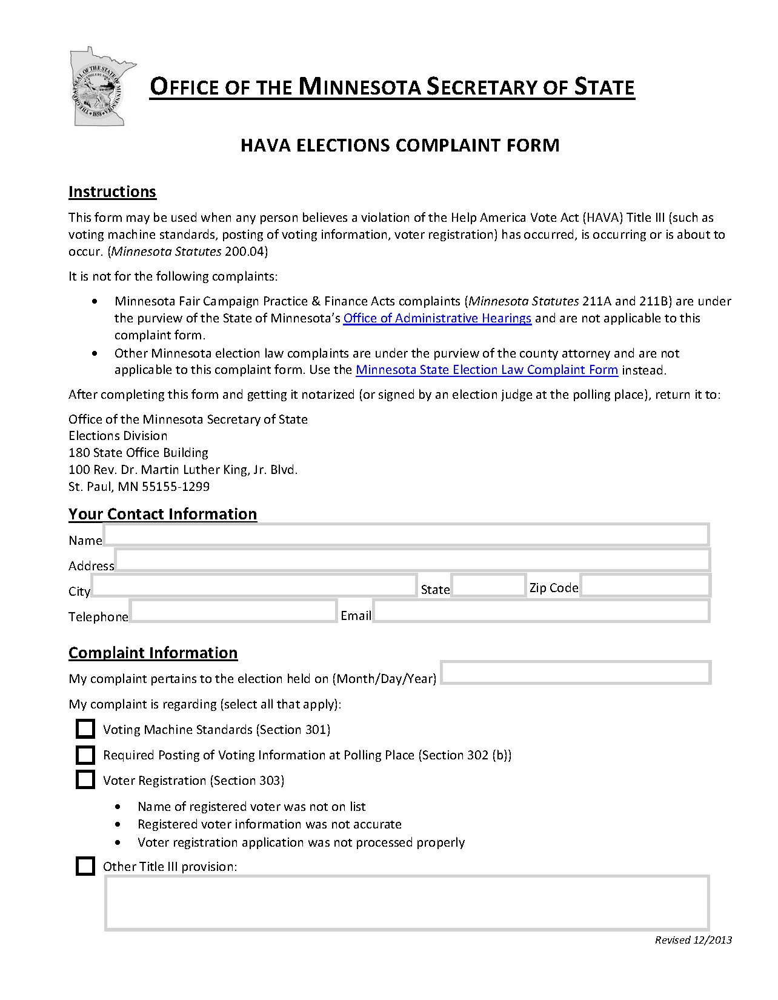 THE GREAT SEAL OF THE STATE OF MINNESOTA
1858
OFFICE OF THE MINNESOTA SECRETARY OF STATE
HAVA ELECTIONS COMPLAINT FORM
Instructions
This form may be used when any person believes a violation of the Help America Vote Act (HAVA) Title III (such as
voting machine standards, posting of voting information, voter registration) has occurred, is occurring or is about to
occur. (Minnesota Statutes 200.04)
It is not for the following complaints:
• Minnesota Fair Campaign Practice & Finance Acts complaints (Minnesota Statutes 211A and 211B) are under
the purview of the State of Minnesota’s Office of Administrative Hearings and are not applicable to this
complaint form.
• Other Minnesota election law complaints are under the purview of the county attorney and are not
applicable to this complaint form. Use the Minnesota State Election Law Complaint Form instead.
After completing this form and getting it notarized (or signed by an election judge at the polling place), return it to:
Office of the Minnesota Secretary of State
Elections Division
180 State Office Building
100 Rev. Dr. Martin Luther King, Jr. Blvd.
St. Paul, MN 55155-1299
Your Contact Information
Name
Address
City State Zip Code
Telephone Email
Complaint Information
My complaint pertains to the election held on (Month/Day/Year)
My complaint is regarding (select all that apply):
Voting Machine Standards (Section 301)
Required Posting of Voting Information at Polling Place (Section 302 (b))
Voter Registration (Section 303)
• Name of registered voter was not on list
• Registered voter information was not accurate
• Voter registration application was not processed properly
Other Title III provision:
Revised 12/2013